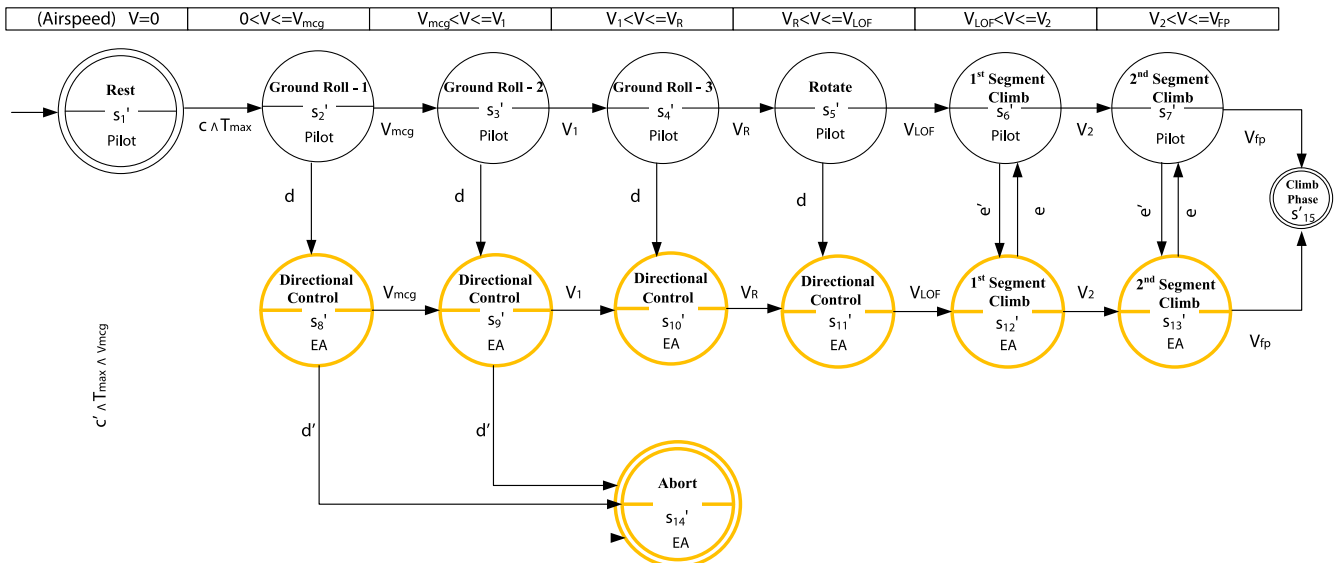 (Airspeed) V=0
0<V<=Vmcg
Vmcg<V<=V1
V1<V<=VR
VR<V<=VLOF
VLOF<V<=V2
V2<V<=VFP
Rest
s1'
Pilot
c ∧ Tmax
Ground Roll - 1
s2'
Pilot
Vmcg
Ground Roll - 2
s3'
Pilot
V1
Ground Roll - 3
s4'
Pilot
VR
Rotate
s5'
Pilot
VLOF
1st Segment
Climb
s6'
Pilot
V2
2nd Segment
Climb
s7'
Pilot
Vfp
Climb
Phase
s'15
d
d
d
d
e'
e
e'
e
Directional
Control
s8'
EA
Vmcg
Directional
Control
s9'
EA
V1
Directional
Control
s10'
EA
VR
Directional
Control
s11'
EA
VLOF
1st Segment
Climb
s12'
EA
V2
2nd Segment
Climb
s13'
EA
Vfp
c' ∧ Tmax ∧ Vmcg
d'
d'
Abort
s14'
EA